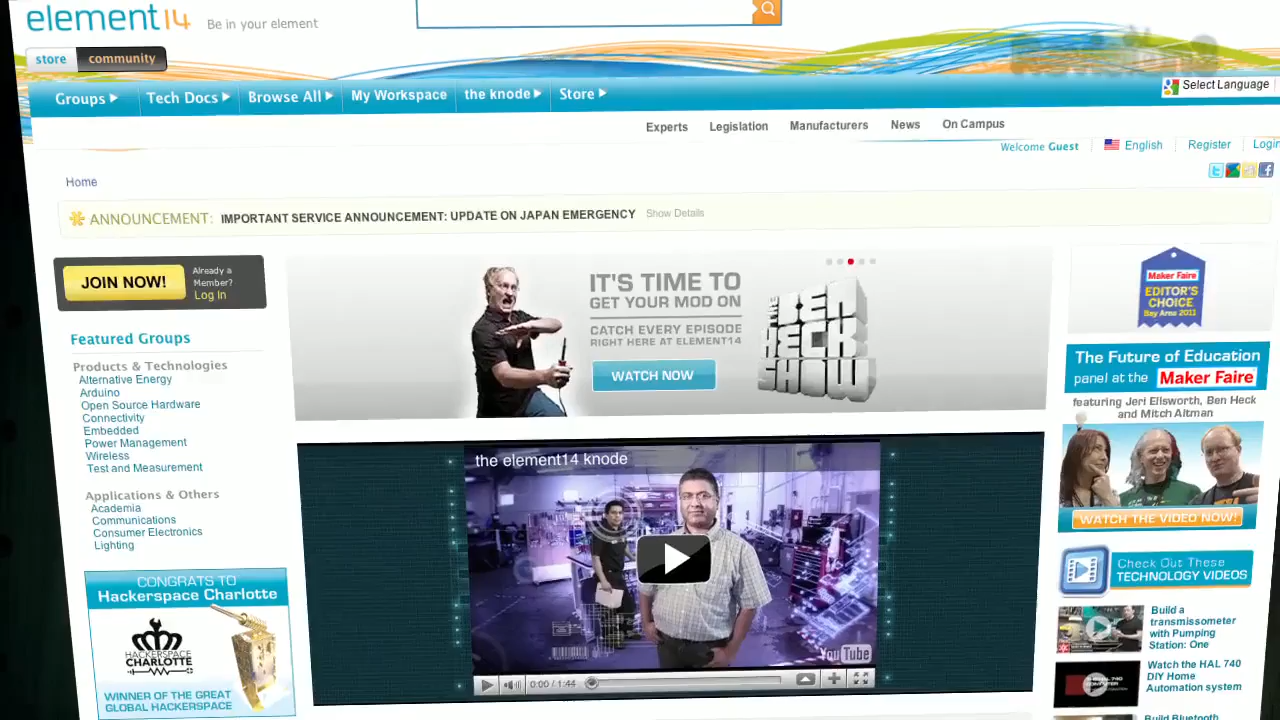 element14 Be in your element
store community
Groups Tech Docs Browse All My Workspace the knode Store
Select Language
Experts Legislation Manufacturers News On Campus
Welcome Guest English Register Login
Home
ANNOUNCEMENT: IMPORTANT SERVICE ANNOUNCEMENT: UPDATE ON JAPAN EMERGENCY Show Details
JOIN NOW!
Already a
Member?
Log In
Featured Groups
Products & Technologies
Alternative Energy
Arduino
Open Source Hardware
Connectivity
Embedded
Power Management
Wireless
Test and Measurement
Applications & Others
Academia
Communications
Consumer Electronics
Lighting
CONGRATS TO
Hackerspace Charlotte
HACKERSPACE
CHARLOTTE
WINNER OF THE GREAT
GLOBAL HACKERSPACE
IT'S TIME TO
GET YOUR MOD ON
CATCH EVERY EPISODE
RIGHT HERE AT ELEMENT14
WATCH NOW
THE BEN
HECK
SHOW
the element14 knode
YouTube
0:00 / 1:44
Maker Faire
EDITOR'S
CHOICE
Bay Area 2011
The Future of Education
panel at the Maker Faire
featuring Jeri Ellsworth, Ben Heck
and Mitch Altman
WATCH THE VIDEO NOW!
Check Out These
TECHNOLOGY VIDEOS
Build a
transmissometer
with Pumping
Station: One
Watch the HAL 740
DIY Home
Automation system
Build Bluetooth